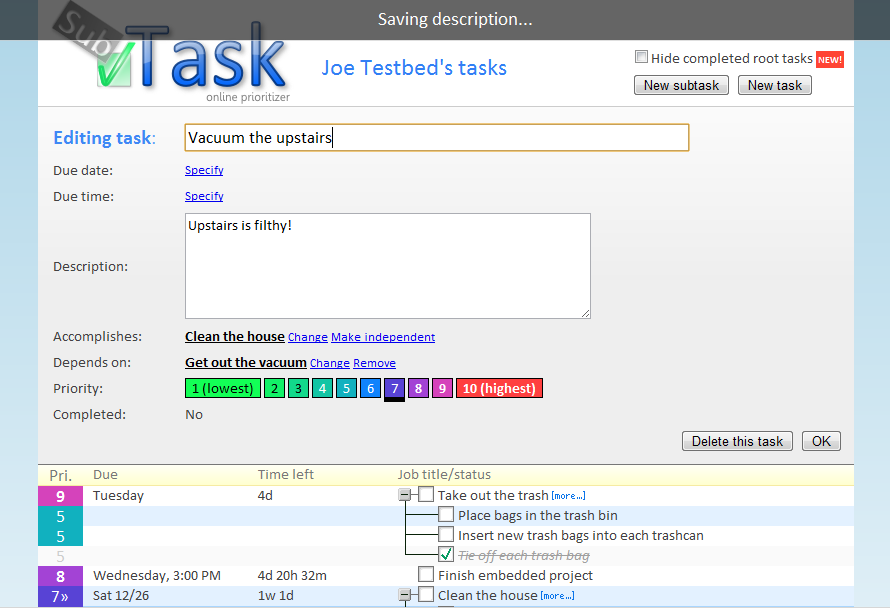 Saving description...
Sub
Task
online prioritizer
Joe Testbed's tasks
Hide completed root tasks NEW!
New subtask New task
Editing task: Vacuum the upstairs
Due date: Specify
Due time: Specify
Description: Upstairs is filthy!
Accomplishes: Clean the house Change Make independent
Depends on: Get out the vacuum Change Remove
Priority: 1 (lowest) 2 3 4 5 6 7 8 9 10 (highest)
Completed: No
Delete this task OK
Pri. Due Time left Job title/status
9 Tuesday 4d Take out the trash [more...]
5 Place bags in the trash bin
5 Insert new trash bags into each trashcan
5 Tie off each trash bag
8 Wednesday, 3:00 PM 4d 20h 32m Finish embedded project
7» Sat 12/26 1w 1d Clean the house [more...]